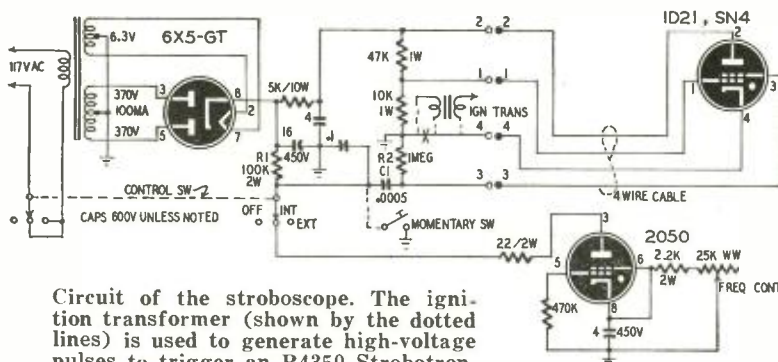 6X5-GT
1D21, SN4
6.3V
117VAC
370V
100MA
370V
3
5
8
2
7
5K/10W
4
16
450V
.1
R1
100K
2W
47K
1W
10K
1W
IGN TRANS
R2
1MEG
C1
.0005
2
2
1
1
4
4
3
3
2
1
3
4
4 WIRE CABLE
CONTROL SW
CAPS 600V UNLESS NOTED
OFF
INT
EXT
MOMENTARY SW
22/2W
2050
3
5
6
8
2.2K
2W
25K WW
FREQ CONT
470K
4
450V
Circuit of the stroboscope. The igni-
tion transformer (shown by the dotted
lines) is used to generate high-voltage
pulses to trigger an R4350 Strobotron.